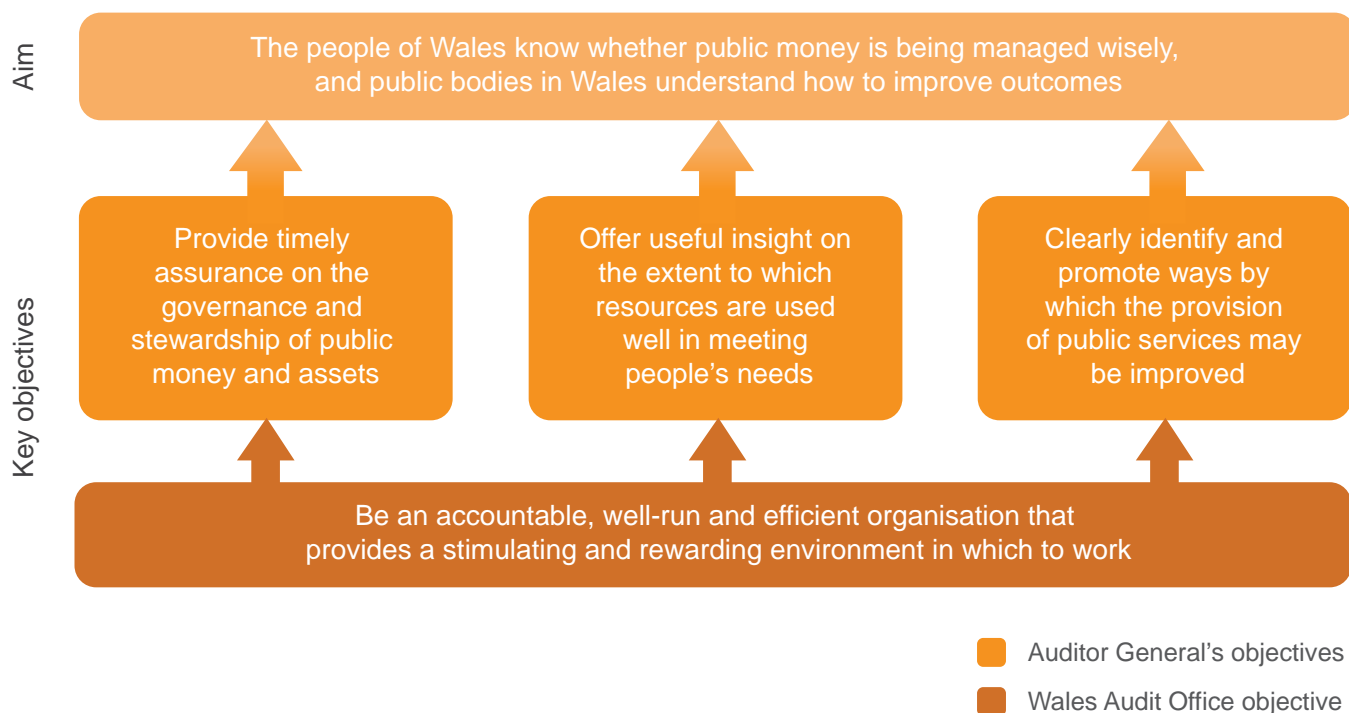 Aim
The people of Wales know whether public money is being managed wisely,
and public bodies in Wales understand how to improve outcomes
Key objectives
Provide timely
assurance on the
governance and
stewardship of public
money and assets
Offer useful insight on
the extent to which
resources are used
well in meeting
people’s needs
Clearly identify and
promote ways by
which the provision
of public services may
be improved
Be an accountable, well-run and efficient organisation that
provides a stimulating and rewarding environment in which to work
Auditor General’s objectives
Wales Audit Office objective